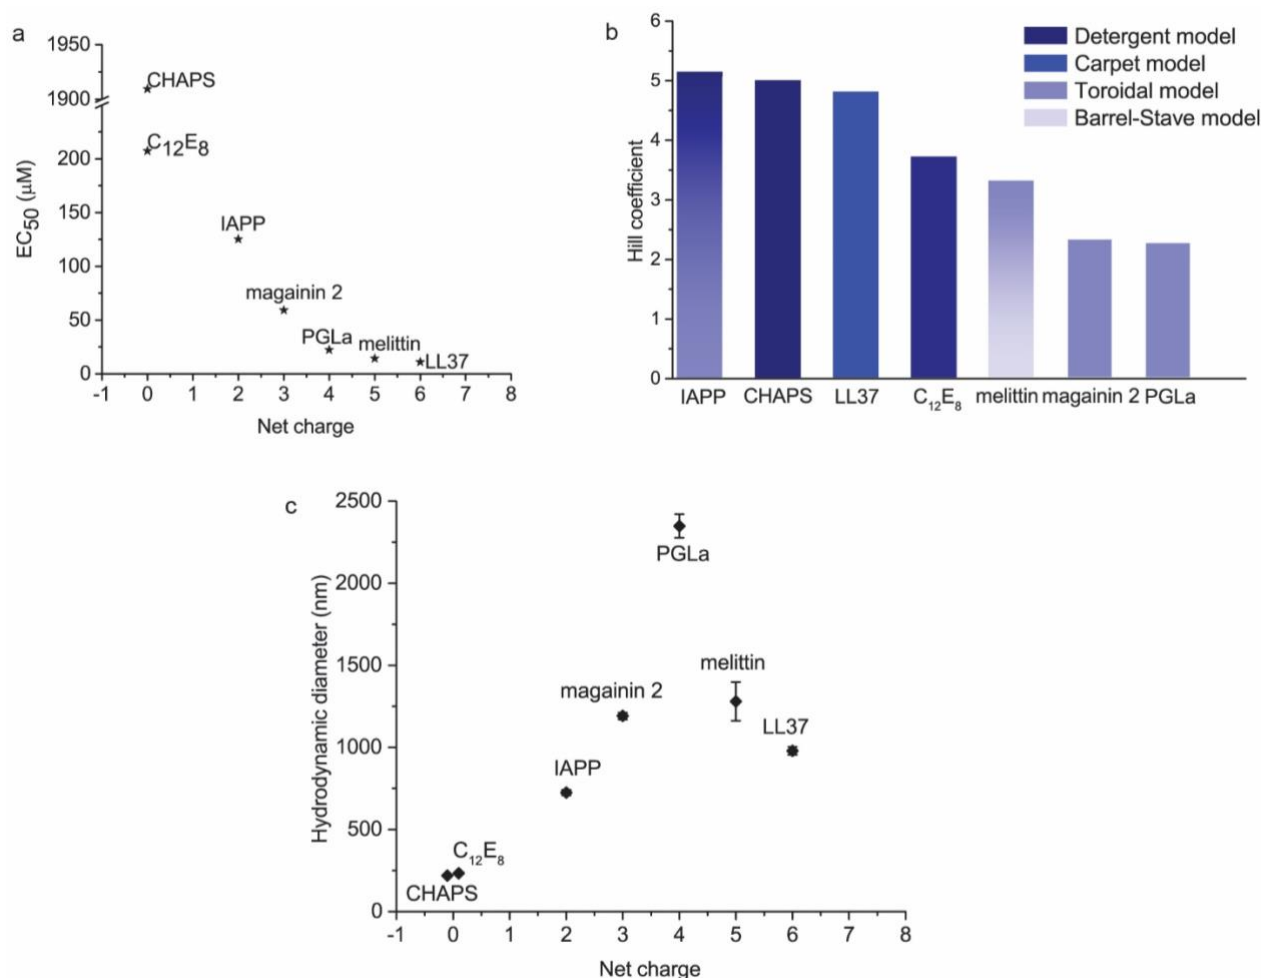 a
1950
1900
200
150
100
50
0
EC50 (μM)
CHAPS
C12E8
IAPP
magainin 2
PGLa
melittin
LL37
-1 0 1 2 3 4 5 6 7 8
Net charge
b
6
5
4
3
2
1
0
Hill coefficient
Detergent model
Carpet model
Toroidal model
Barrel-Stave model
IAPP CHAPS LL37 C12E8 melittin magainin 2 PGLa
c
2500
2000
1500
1000
500
0
Hydrodynamic diameter (nm)
PGLa
melittin
magainin 2
LL37
IAPP
C12E8
CHAPS
-1 0 1 2 3 4 5 6 7 8
Net charge